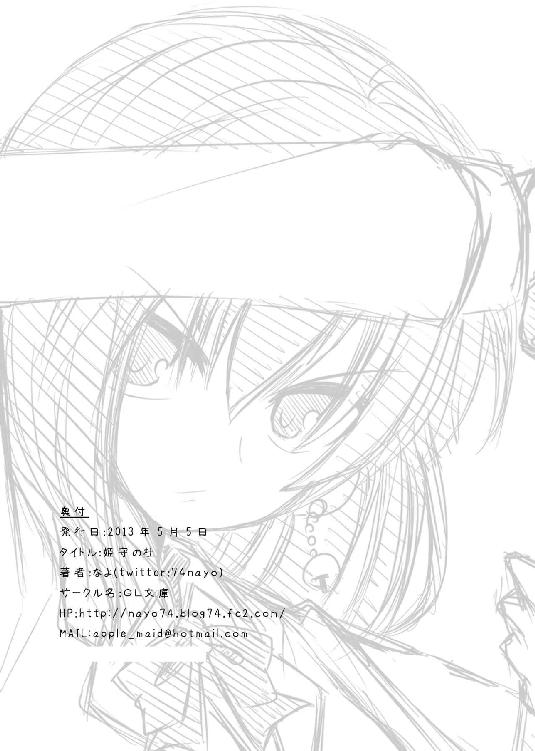 奥付
発行日:2013年5月5日
タイトル:姫守の杜
著者:なよ(twitter:74nayo)
サークル名:GL文庫
HP:http://nayo74.blog74.fc2.com/
MAIL:apple_maid@hotmail.com